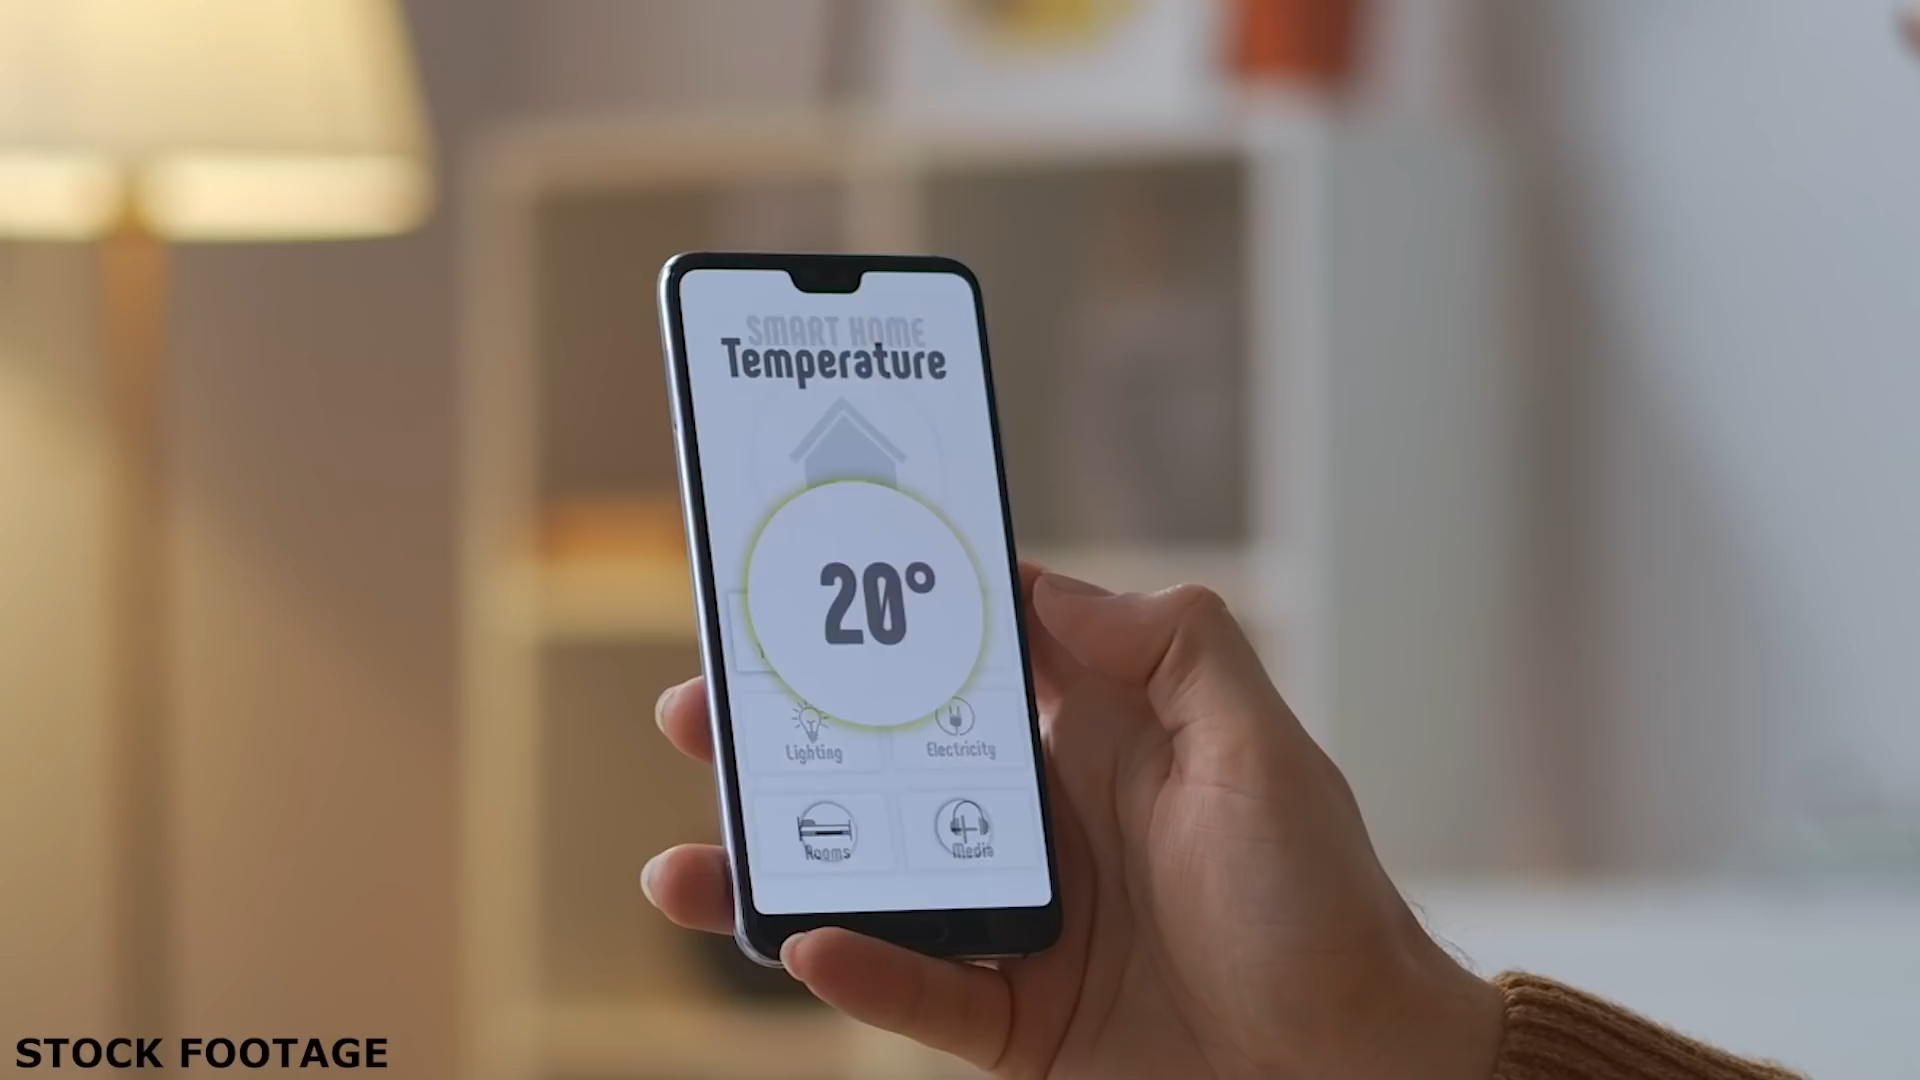 SMART HOME
Temperature
20°
Lighting
Electricity
Rooms
Media
STOCK FOOTAGE